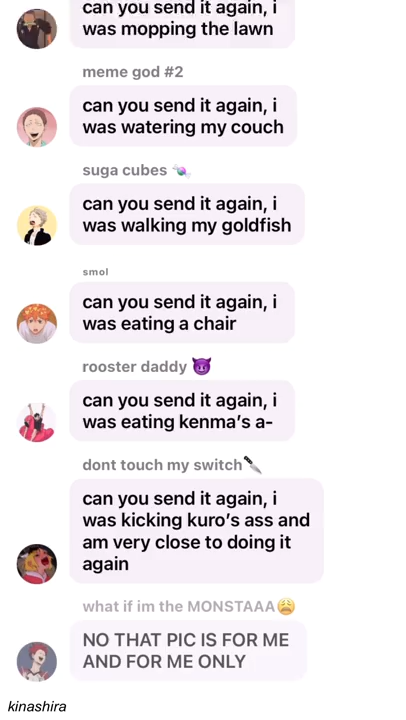 can you send it again, i
was mopping the lawn
meme god #2
can you send it again, i
was watering my couch
suga cubes 🍬
can you send it again, i
was walking my goldfish
smol
can you send it again, i
was eating a chair
rooster daddy 😈
can you send it again, i
was eating kenma’s a-
dont touch my switch🔪
can you send it again, i
was kicking kuro’s ass and
am very close to doing it
again
what if im the MONSTAAA😩
NO THAT PIC IS FOR ME
AND FOR ME ONLY
kinashira